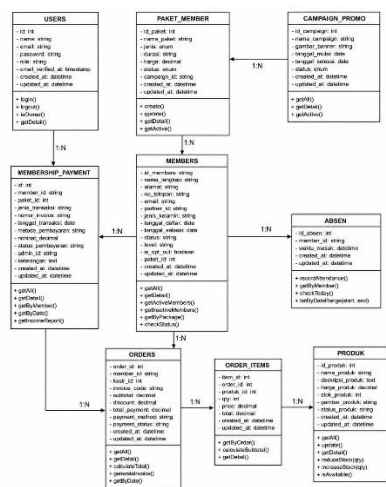 USERS
- id: int
- name: string
- email: string
- password: string
- role: string
- email_verified_at: timestamp
- created_at: datetime
- updated_at: datetime
+ login()
+ logout()
+ isOwner()
+ getDetail()
PAKET_MEMBER
- id_paket: int
- nama_paket: string
- jenis: enum
- durasi: string
- harga: decimal
- status: enum
- campaign_id: string
- created_at: datetime
- updated_at: datetime
+ create()
+ update()
+ getDetail()
+ getActive()
CAMPAIGN_PROMO
- id_campaign: int
- nama_campaign: string
- gambar_banner: string
- tanggal_mulai: date
- tanggal_selesai: date
- status: enum
- created_at: datetime
- updated_at: datetime
+ getAll()
+ getDetail()
+ getActive()
1:N
1:N
1:N
MEMBERSHIP_PAYMENT
- id: int
- member_id: string
- paket_id: int
- jenis_transaksi: string
- nomor_invoice: string
- tanggal_transaksi: date
- metode_pembayaran: string
- nominal: decimal
- status_pembayaran: string
- admin_id: string
- keterangan: text
- created_at: datetime
- updated_at: datetime
+ getAll()
+ getDetail()
+ getByMember()
+ getByDate()
+ getIncomeReport()
1:N
MEMBERS
- id_members: string
- nama_lengkap: string
- alamat: string
- no_telepon: string
- email: string
- partner_id: string
- jenis_kelamin: string
- tanggal_daftar: date
- tanggal_selesai: date
- status: string
- level: string
- is_opt_out: boolean
- paket_id: int
- created_at: datetime
- updated_at: datetime
+ getAll()
+ getDetail()
+ getActiveMembers()
+ getInactiveMembers()
+ getByPackage()
+ checkStatus()
1:N
ABSEN
- id_absen: int
- member_id: string
- waktu_masuk: datetime
- created_at: datetime
- updated_at: datetime
+ recordAttendance()
+ getByMember()
+ checkToday()
1:N
1:N
ORDERS
- order_id: int
- member_id: string
- kasir_id: int
- invoice_code: string
- subtotal: decimal
- discount: decimal
- total_payment: decimal
- payment_method: string
- payment_status: string
- created_at: datetime
- updated_at: datetime
+ getAll()
+ getDetail()
+ calculateTotal()
+ generateInvoice()
+ getByDate()
1:N
ORDER_ITEMS
- item_id: int
- order_id: int
- produk_id: int
- qty: int
- price: decimal
- total: decimal
- created_at: datetime
- updated_at: datetime
+ getByOrder()
+ calculateSubtotal()
+ getDetail()
1:N
PRODUK
- id_produk: int
- nama_produk: string
- deskripsi_produk: text
- harga_produk: decimal
- stok_produk: int
- gambar_produk: string
- status_produk: string
- created_at: datetime
- updated_at: datetime
+ getAll()
+ update()
+ getDetail()
+ reduceStock(qty)
+ increaseStock(qty)
+ isAvailable()